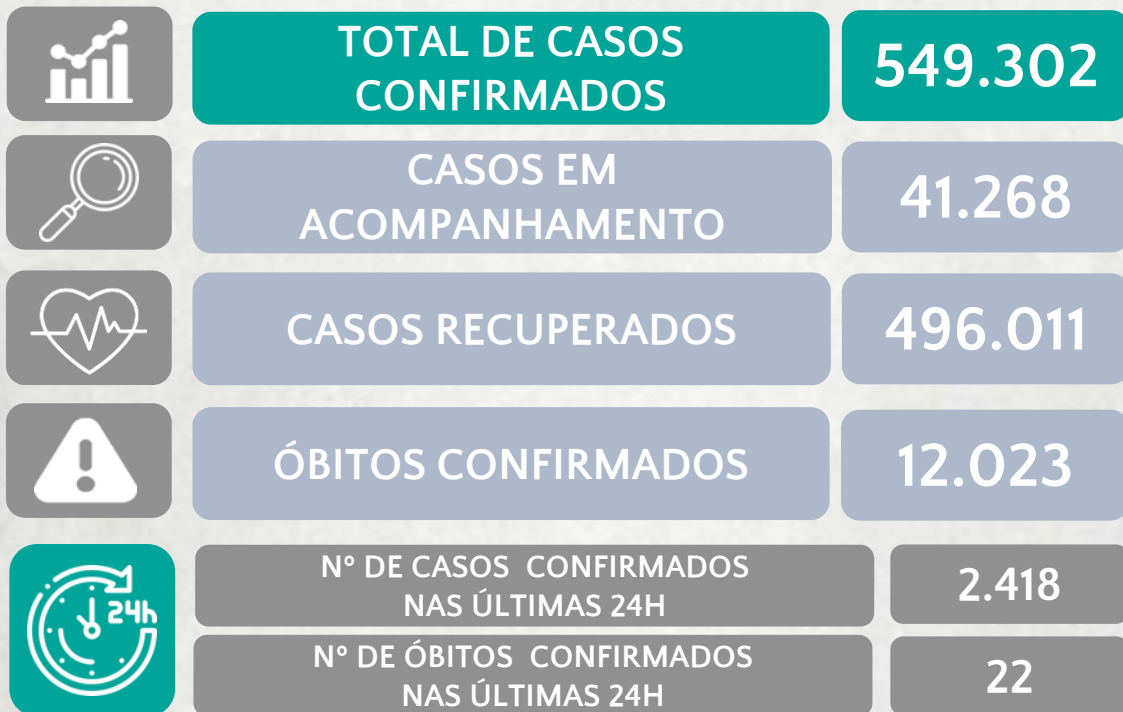 TOTAL DE CASOS
CONFIRMADOS
549.302
CASOS EM
ACOMPANHAMENTO
41.268
CASOS RECUPERADOS
496.011
ÓBITOS CONFIRMADOS
12.023
24h
Nº DE CASOS CONFIRMADOS
NAS ÚLTIMAS 24H
2.418
Nº DE ÓBITOS CONFIRMADOS
NAS ÚLTIMAS 24H
22